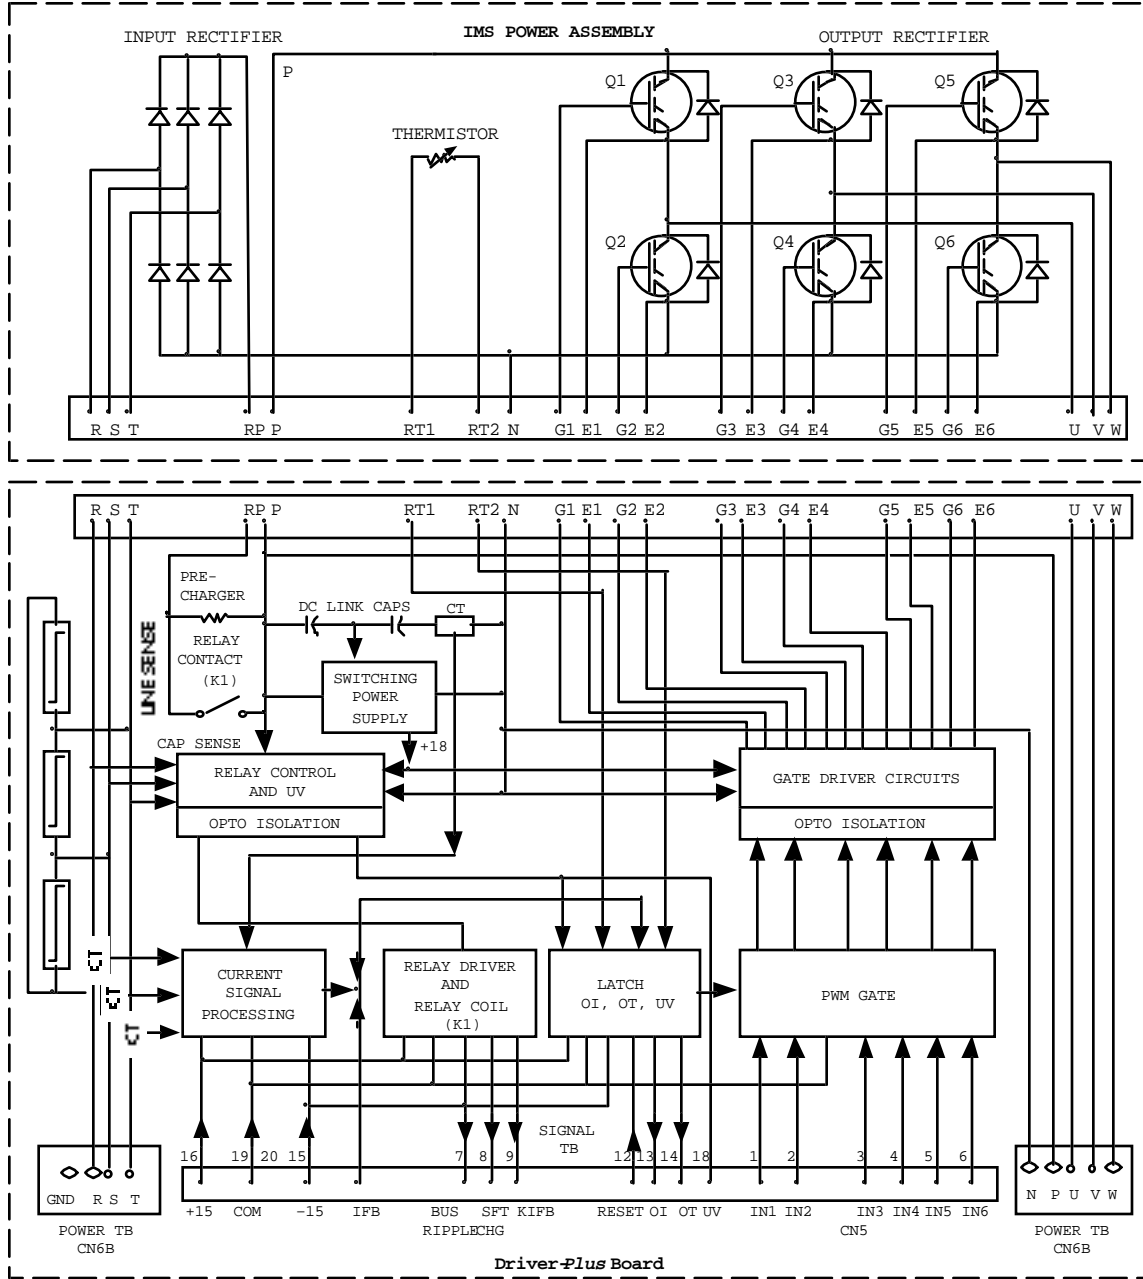 IMS POWER ASSEMBLY
INPUT RECTIFIER
OUTPUT RECTIFIER
P
Q1
Q3
Q5
THERMISTOR
Q2
Q4
Q6
R S T RP P RT1 RT2 N G1 E1 G2 E2 G3 E3 G4 E4 G5 E5 G6 E6 U V W
R S T RP P RT1 RT2 N G1 E1 G2 E2 G3 E3 G4 E4 G5 E5 G6 E6 U V W
PRE-
CHARGER
DC LINK CAPS
CT
LINE SENSE
RELAY
CONTACT
(K1)
SWITCHING
POWER
SUPPLY
+18
CAP SENSE
RELAY CONTROL
AND UV
OPTO ISOLATION
GATE DRIVER CIRCUITS
OPTO ISOLATION
CT
CT
CT
CURRENT
SIGNAL
PROCESSING
RELAY DRIVER
AND
RELAY COIL
(K1)
LATCH
OI, OT, UV
PWM GATE
SIGNAL
TB
16 19 20 15 7 8 9 12 13 14 18 1 2 3 4 5 6
GND R S T
POWER TB
CN6B
+15 COM -15 IFB BUS SFT KIFB RESET OI OT UV IN1 IN2 IN3 IN4 IN5 IN6
RIPPLE CHG
CN5
N P U V W
POWER TB
CN6B
Driver-Plus Board